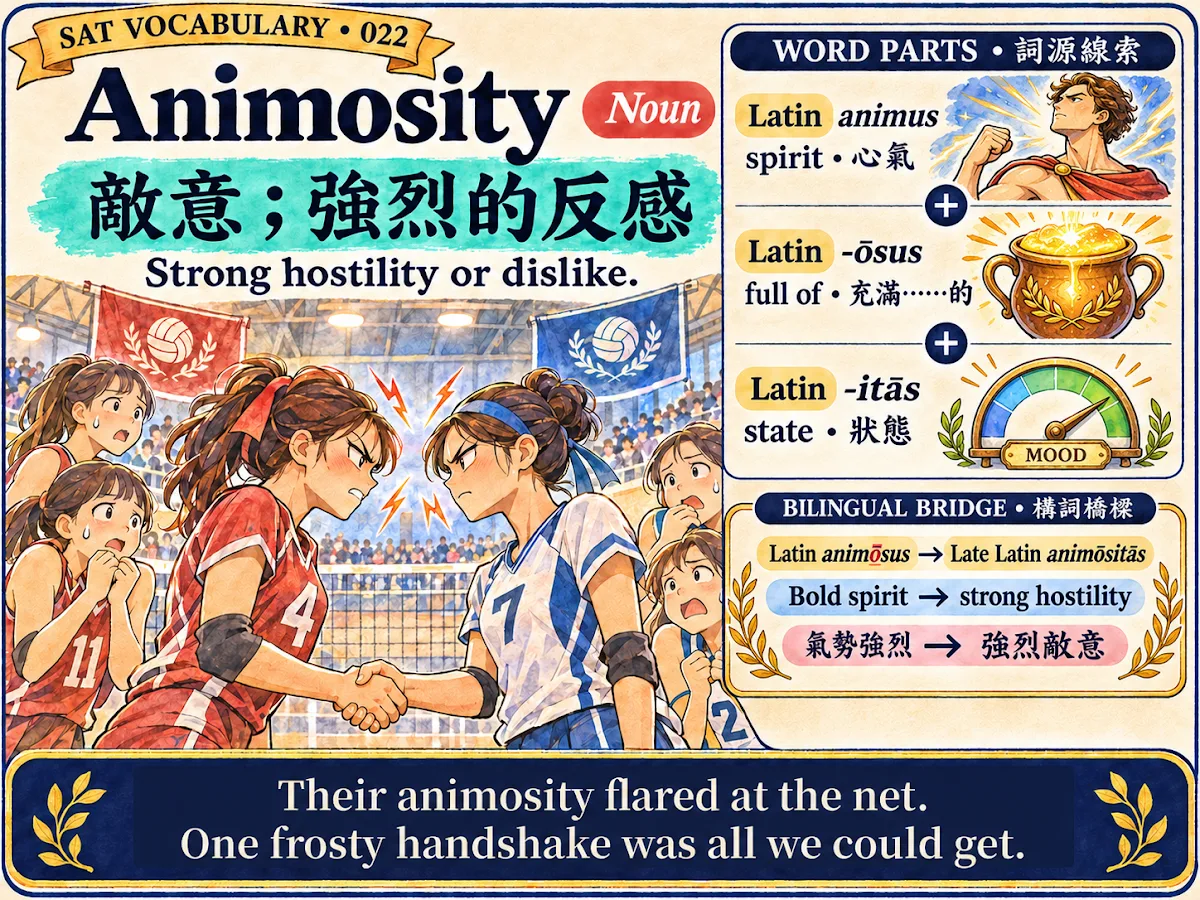 SAT VOCABULARY • 022
Animosity
Noun
敵意；強烈的反感
Strong hostility or dislike.
11
4
7
2
WORD PARTS • 詞源線索
Latin animus
spirit • 心氣
+
Latin -ōsus
full of • 充滿⋯⋯的
+
Latin -itās
state • 狀態
MOOD
BILINGUAL BRIDGE • 構詞橋樑
Latin animōsus → Late Latin animōsitās
Bold spirit → strong hostility
氣勢強烈 → 強烈敵意
Their animosity flared at the net.
One frosty handshake was all we could get.